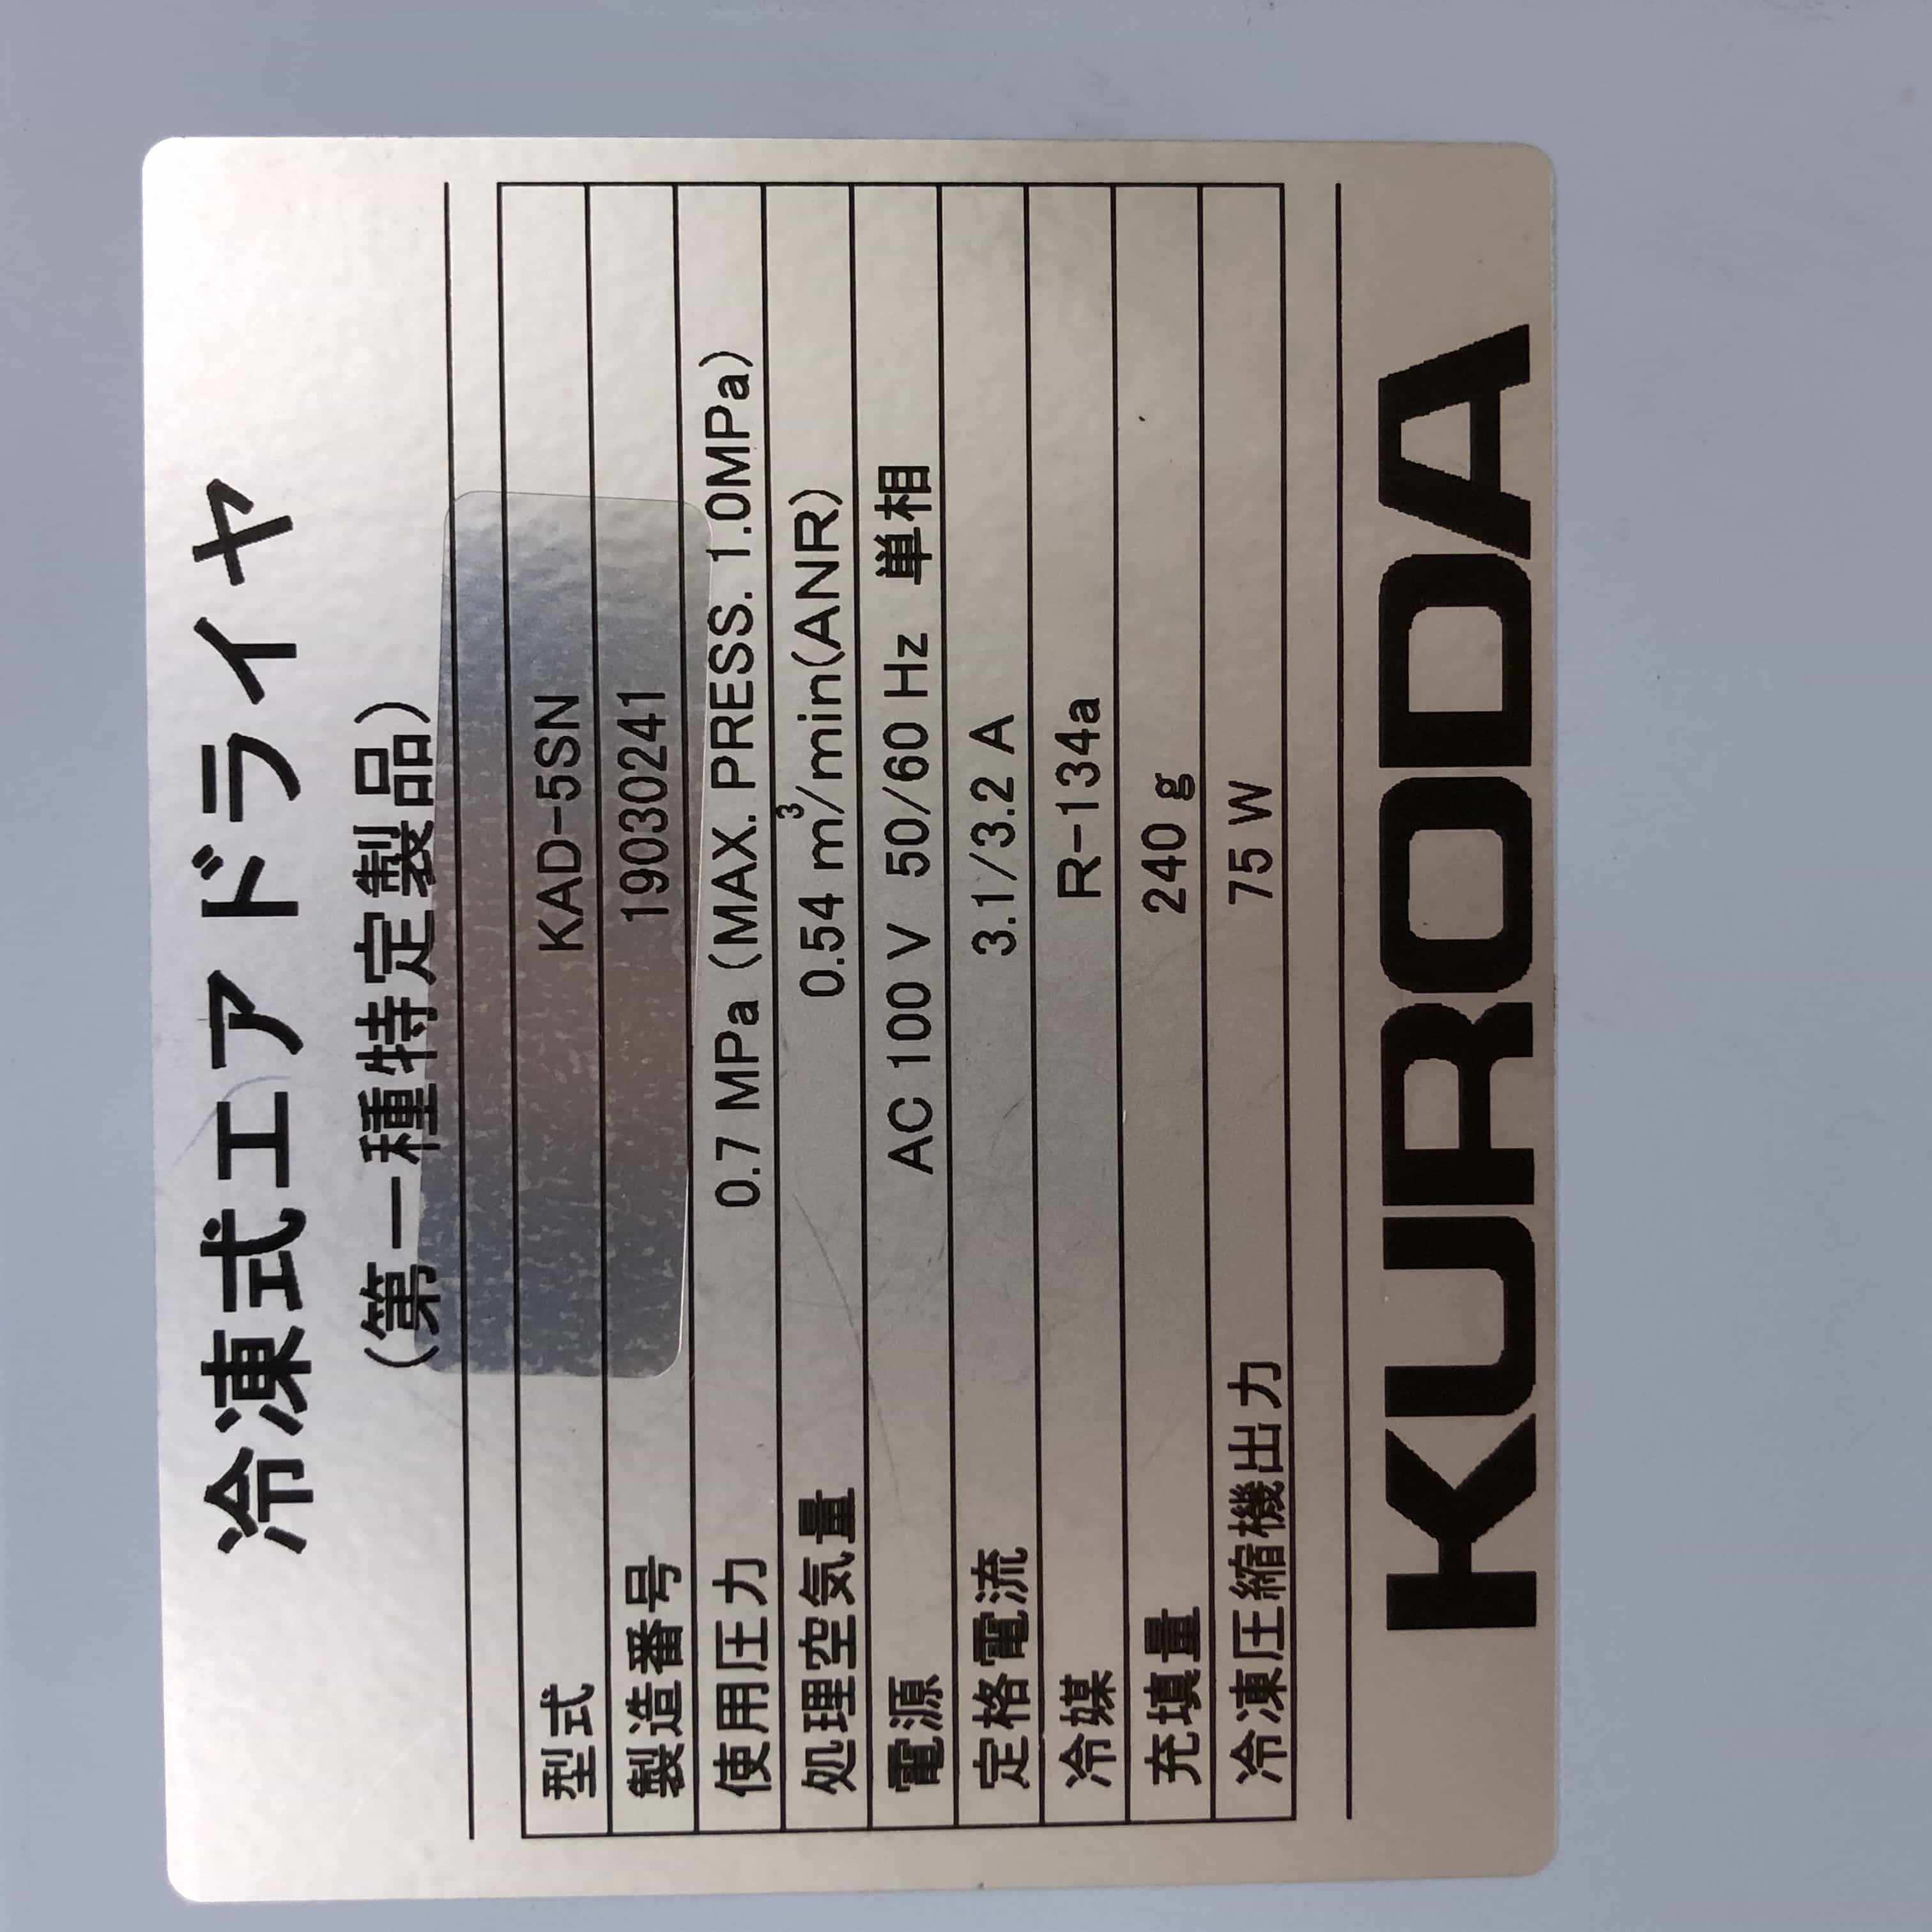 冷凍式エアドライヤ
(第一種特定製品)
型式 KAD-5SN
製造番号 19030241
使用圧力 0.7 MPa (MAX. PRESS. 1.0MPa)
処理空気量 0.54 m³/min(ANR)
電源 AC 100 V 50/60 Hz 単相
定格電流 3.1/3.2 A
冷媒 R-134a
充填量 240 g
冷凍圧縮機出力 75 W
KURODA